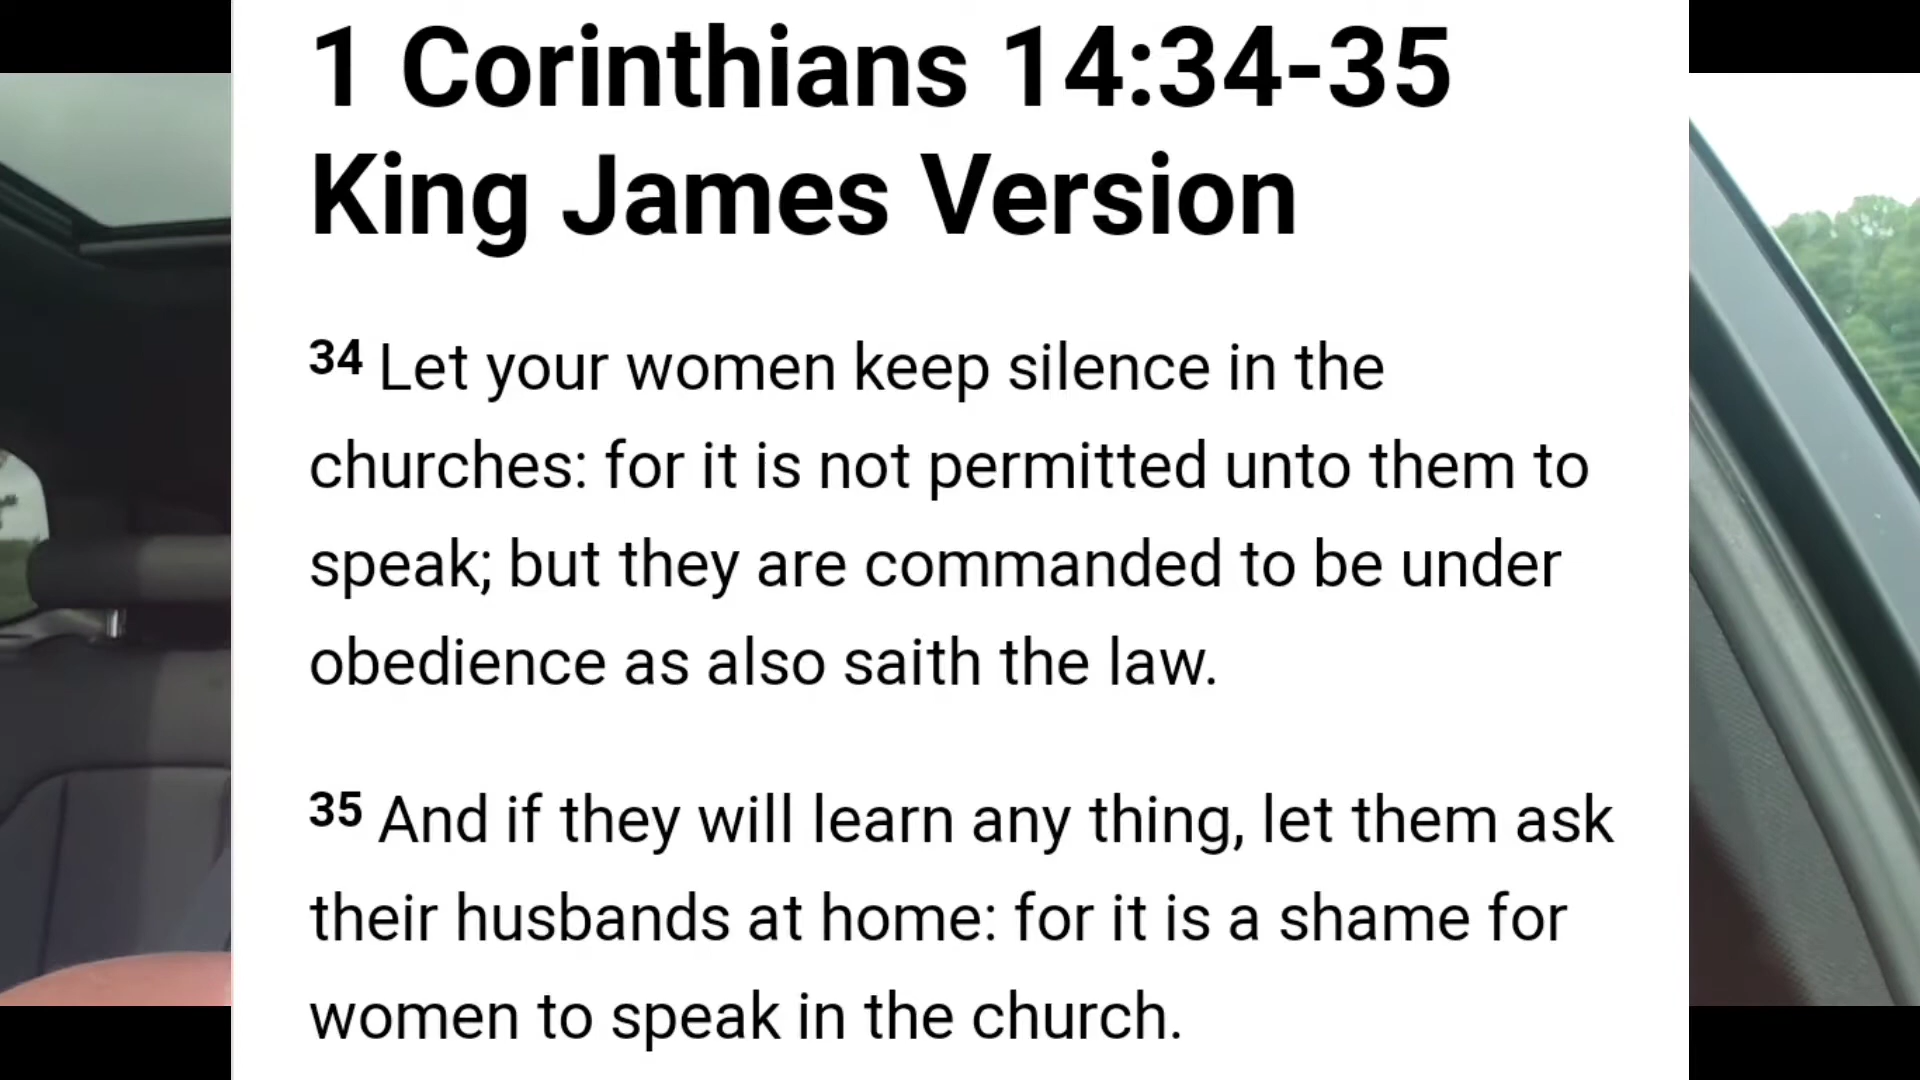 1 Corinthians 14:34-35
King James Version
34 Let your women keep silence in the
churches: for it is not permitted unto them to
speak; but they are commanded to be under
obedience as also saith the law.
35 And if they will learn any thing, let them ask
their husbands at home: for it is a shame for
women to speak in the church.